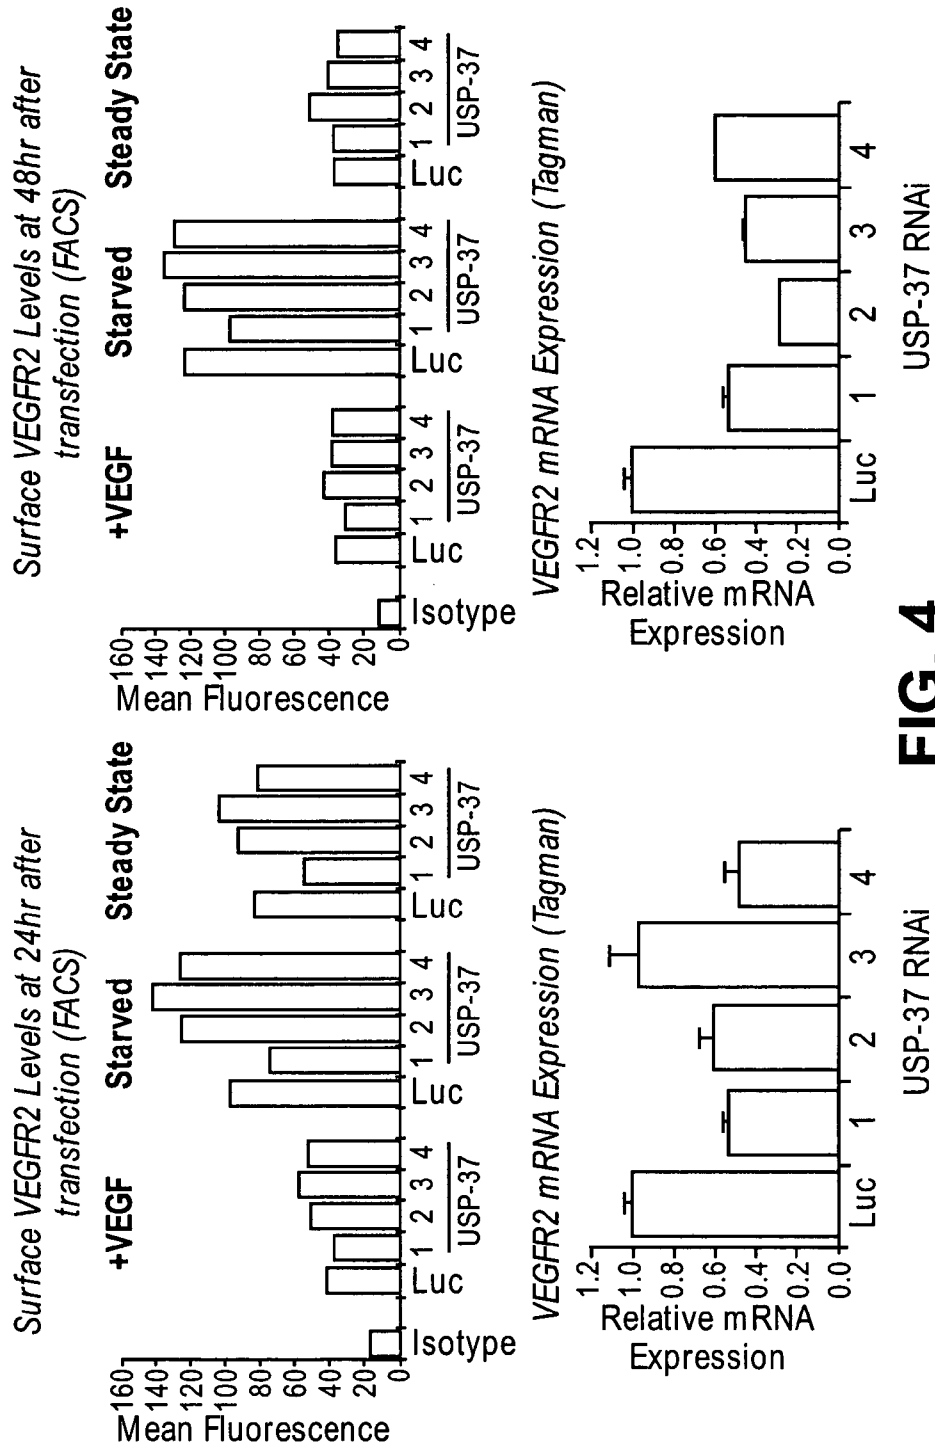 Surface VEGFR2 Levels at 24hr after
transfection (FACS)
+VEGF Starved Steady State
Mean Fluorescence
160
140
120
100
80
60
40
20
0
Isotype Luc 1 2 3 4 Luc 1 2 3 4 Luc 1 2 3 4
USP-37 USP-37 USP-37
VEGFR2 mRNA Expression (Tagman)
Relative mRNA
Expression
1.2
1.0
0.8
0.6
0.4
0.2
0.0
Luc 1 2 3 4
USP-37 RNAi
Surface VEGFR2 Levels at 48hr after
transfection (FACS)
+VEGF Starved Steady State
Mean Fluorescence
160
140
120
100
80
60
40
20
0
Isotype Luc 1 2 3 4 Luc 1 2 3 4 Luc 1 2 3 4
USP-37 USP-37 USP-37
VEGFR2 mRNA Expression (Tagman)
Relative mRNA
Expression
1.2
1.0
0.8
0.6
0.4
0.2
0.0
Luc 1 2 3 4
USP-37 RNAi
FIG. 4